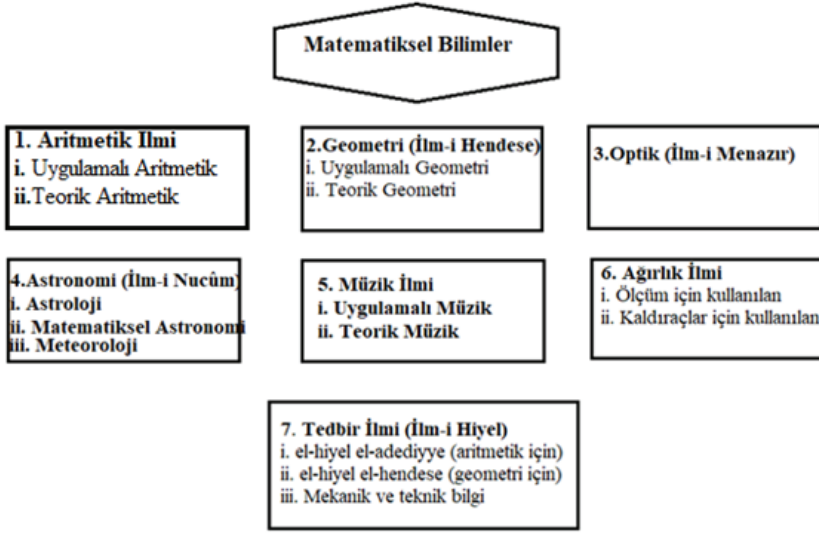 Matematiksel Bilimler
1. Aritmetik Ilmi
i. Uygulamalı Aritmetik
ii.Teorik Aritmetik
2.Geometri (İlm-i Hendese)
i. Uygulamalı Geometri
ii. Teorik Geometri
3.Optik (İlm-i Menazır)
4.Astronomi (İlm-i Nucûm)
i. Astroloji
ii. Matematiksel Astronomi
iii. Meteoroloji
5. Müzik İlmi
i. Uygulamalı Müzik
ii. Teorik Müzik
6. Ağırlık İlmi
i. Ölçüm için kullanılan
ii. Kaldıraçlar için kullanılan
7. Tedbir İlmi (İlm-i Hiyel)
i. el-hiyel el-adediyye (aritmetik için)
ii. el-hiyel el-hendese (geometri için)
iii. Mekanik ve teknik bilgi